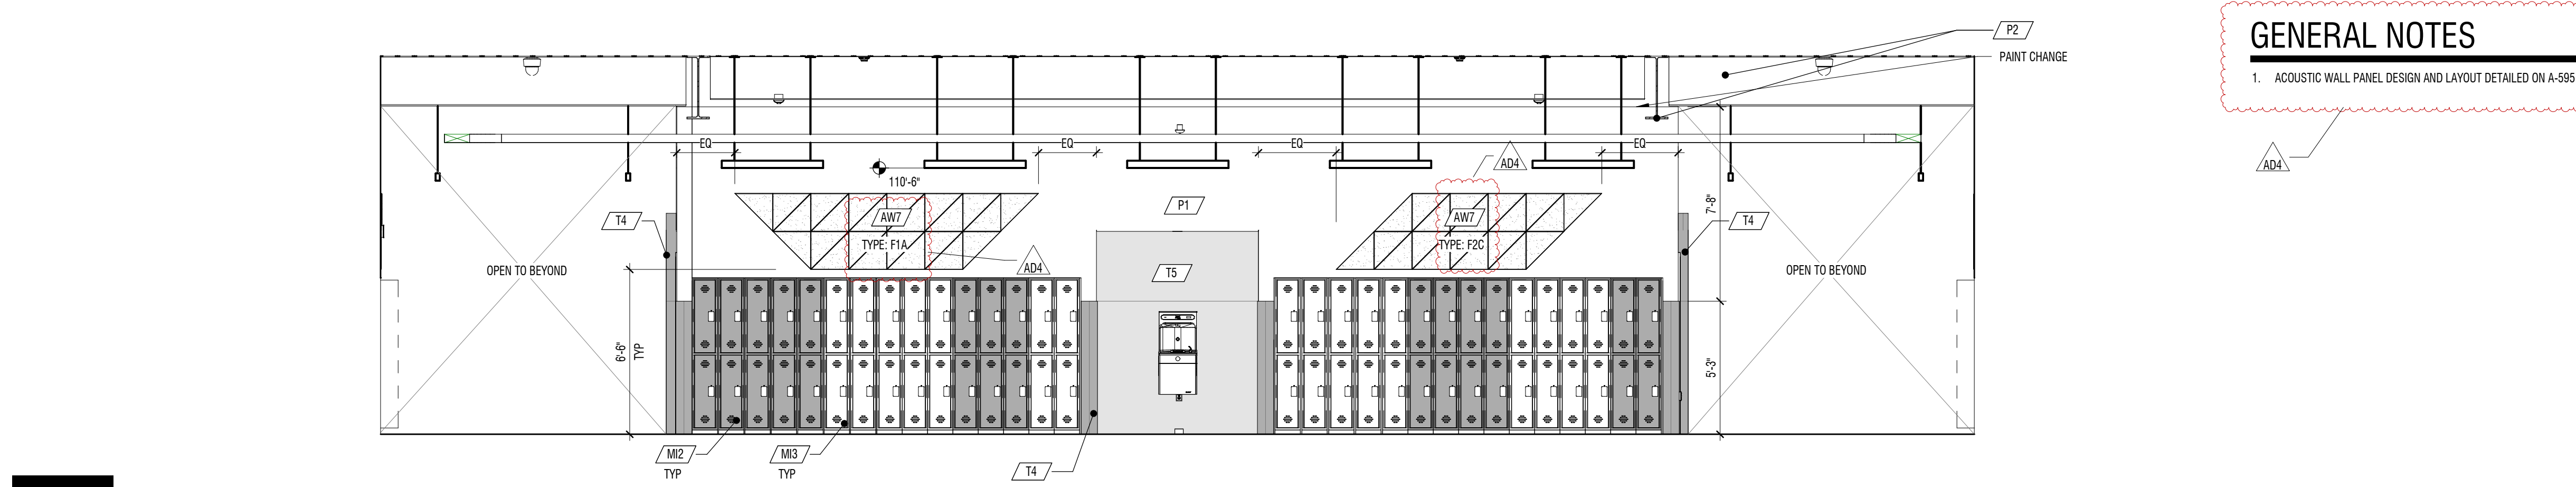 P2
GENERAL NOTES
PAINT CHANGE
1. ACOUSTIC WALL PANEL DESIGN AND LAYOUT DETAILED ON A-595
EQ
EQ
EQ
EQ
AD4
AD4
110'-6"
T4
AW7
P1
AW7
7'-8"
T4
TYPE: F1A
TYPE: F2C
AD4
OPEN TO BEYOND
T5
OPEN TO BEYOND
6'-6"
TYP
5'-3"
MI2
TYP
MI3
TYP
T4